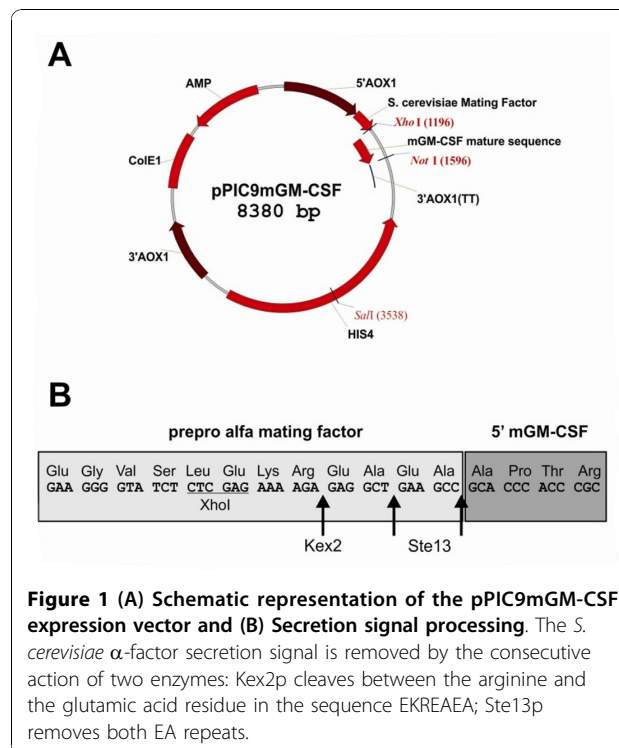 A
AMP
5'AOX1
S. cerevisiae Mating Factor
XhoI (1196)
mGM-CSF mature sequence
Not I (1596)
ColE1
pPIC9mGM-CSF
8380 bp
3'AOX1(TT)
3'AOX1
SalI (3538)
HIS4
B
prepro alfa mating factor 5' mGM-CSF
Glu Gly Val Ser Leu Glu Lys Arg Glu Ala Glu Ala Ala Pro Thr Arg
GAA GGG GTA TCT CTC GAG AAA AGA GAG GCT GAA GCC GCA CCC ACC CGC
XhoI
Kex2 Ste13
Figure 1 (A) Schematic representation of the pPIC9mGM-CSF
expression vector and (B) Secretion signal processing. The S.
cerevisiae α-factor secretion signal is removed by the consecutive
action of two enzymes: Kex2p cleaves between the arginine and
the glutamic acid residue in the sequence EKREAEA; Ste13p
removes both EA repeats.